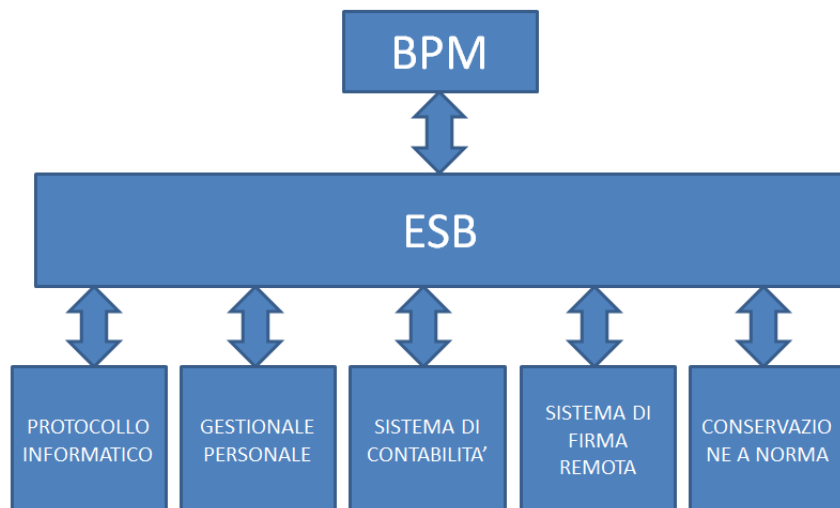 BPM
ESB
PROTOCOLLO
INFORMATICO
GESTIONALE
PERSONALE
SISTEMA DI
CONTABILITA’
SISTEMA DI
FIRMA
REMOTA
CONSERVAZIO
NE A NORMA